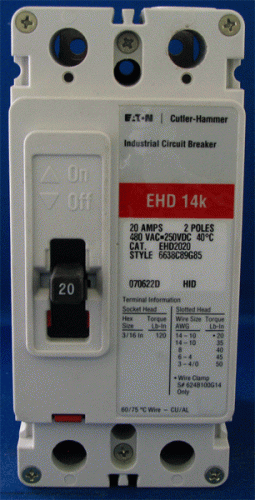 EATON | Cutler-Hammer
Industrial Circuit Breaker
On
Off
EHD 14k
20 AMPS 2 POLES
480 VAC•250VDC 40°C
CAT. EHD2020
STYLE 6638C89G85
070622D HID
20
Terminal Information
Socket Head Slotted Head
Hex Torque Wire Size Torque
Size Lb-In AWG Lb-In
3/16 In 120 14-10 • 20
14-10 35
8 40
6-4 45
3-4/0 50
• Wire Clamp
S# 624B100G14
60/75 °C Wire - CU/AL